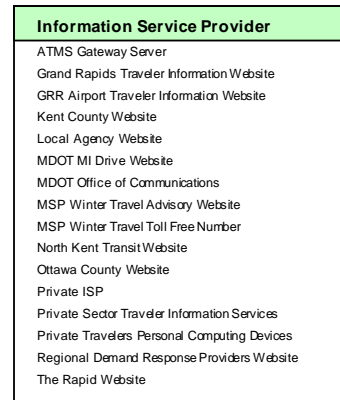 Information Service Provider
ATMS Gateway Server
Grand Rapids Traveler Information Website
GRR Airport Traveler Information Website
Kent County Website
Local Agency Website
MDOT MI Drive Website
MDOT Office of Communications
MSP Winter Travel Advisory Website
MSP Winter Travel Toll Free Number
North Kent Transit Website
Ottawa County Website
Private ISP
Private Sector Traveler Information Services
Private Travelers Personal Computing Devices
Regional Demand Response Providers Website
The Rapid Website